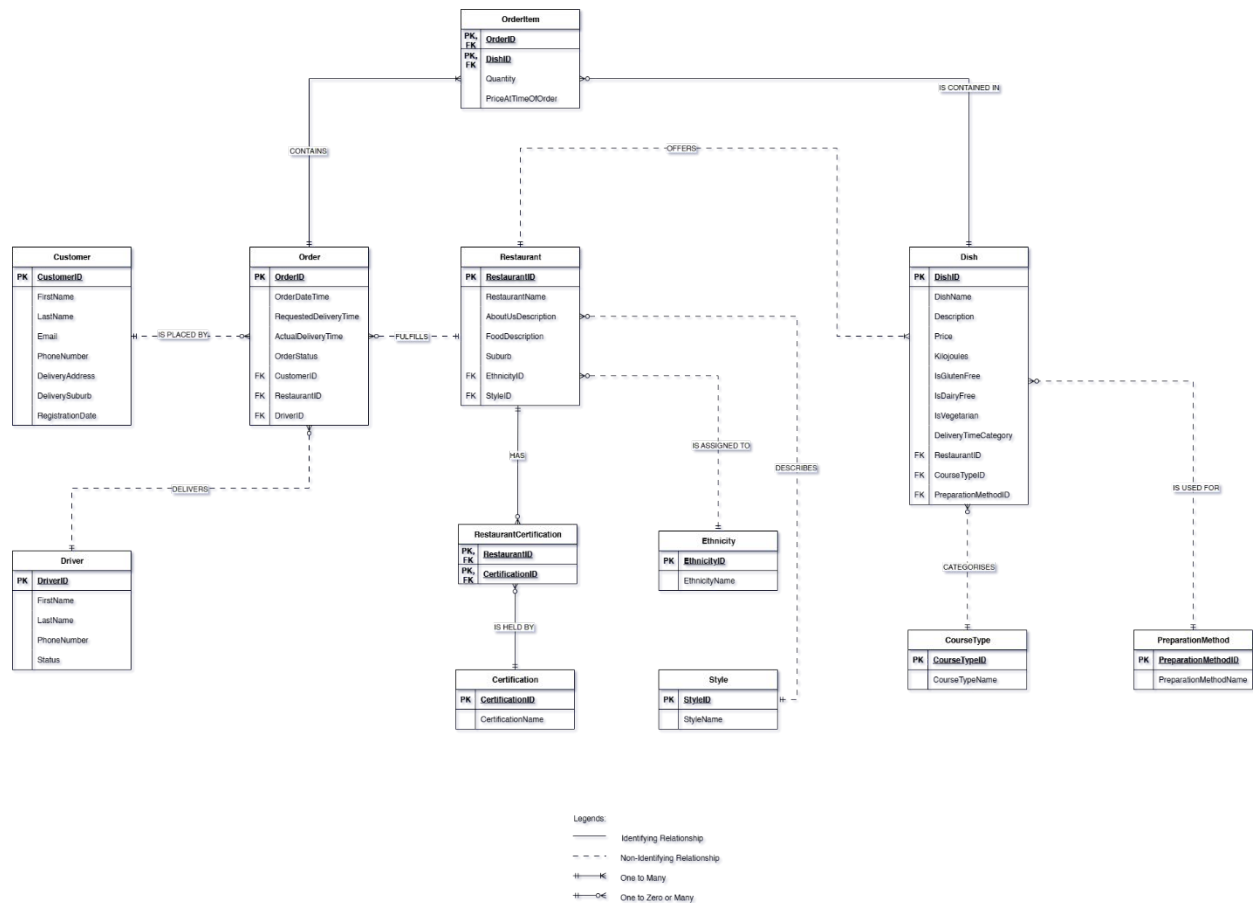 OrderItem
PK, FK OrderID
PK, FK DishID
Quantity
PriceAtTimeOfOrder
IS CONTAINED IN
CONTAINS
OFFERS
Customer
PK CustomerID
FirstName
LastName
Email
PhoneNumber
DeliveryAddress
DeliverySuburb
RegistrationDate
IS PLACED BY
Order
PK OrderID
OrderDateTime
RequestedDeliveryTime
ActualDeliveryTime
OrderStatus
FK CustomerID
FK RestaurantID
FK DriverID
FULFILLS
Restaurant
PK RestaurantID
RestaurantName
AboutUsDescription
FoodDescription
Suburb
FK EthnicityID
FK StyleID
Dish
PK DishID
DishName
Description
Price
Kilojoules
IsGlutenFree
IsDairyFree
IsVegetarian
DeliveryTimeCategory
FK RestaurantID
FK CourseTypeID
FK PreparationMethodID
HAS
IS ASSIGNED TO
DESCRIBES
DELIVERS
IS USED FOR
Driver
PK DriverID
FirstName
LastName
PhoneNumber
Status
RestaurantCertification
PK, FK RestaurantID
PK, FK CertificationID
Ethnicity
PK EthnicityID
EthnicityName
CATEGORISES
IS HELD BY
CourseType
PK CourseTypeID
CourseTypeName
PreparationMethod
PK PreparationMethodID
PreparationMethodName
Certification
PK CertificationID
CertificationName
Style
PK StyleID
StyleName
Legends:
Identifying Relationship
Non-Identifying Relationship
One to Many
One to Zero or Many